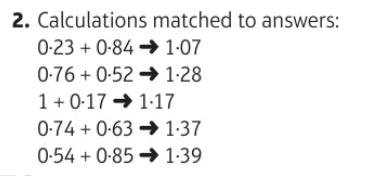 2. Calculations matched to answers:
0·23 + 0·84 ➜ 1·07
0·76 + 0·52 ➜ 1·28
1 + 0·17 ➜ 1·17
0·74 + 0·63 ➜ 1·37
0·54 + 0·85 ➜ 1·39